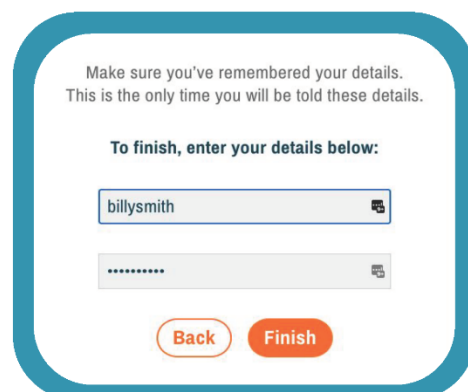 Make sure you’ve remembered your details.
This is the only time you will be told these details.
To finish, enter your details below:
billysmith
••••••••••
Back Finish